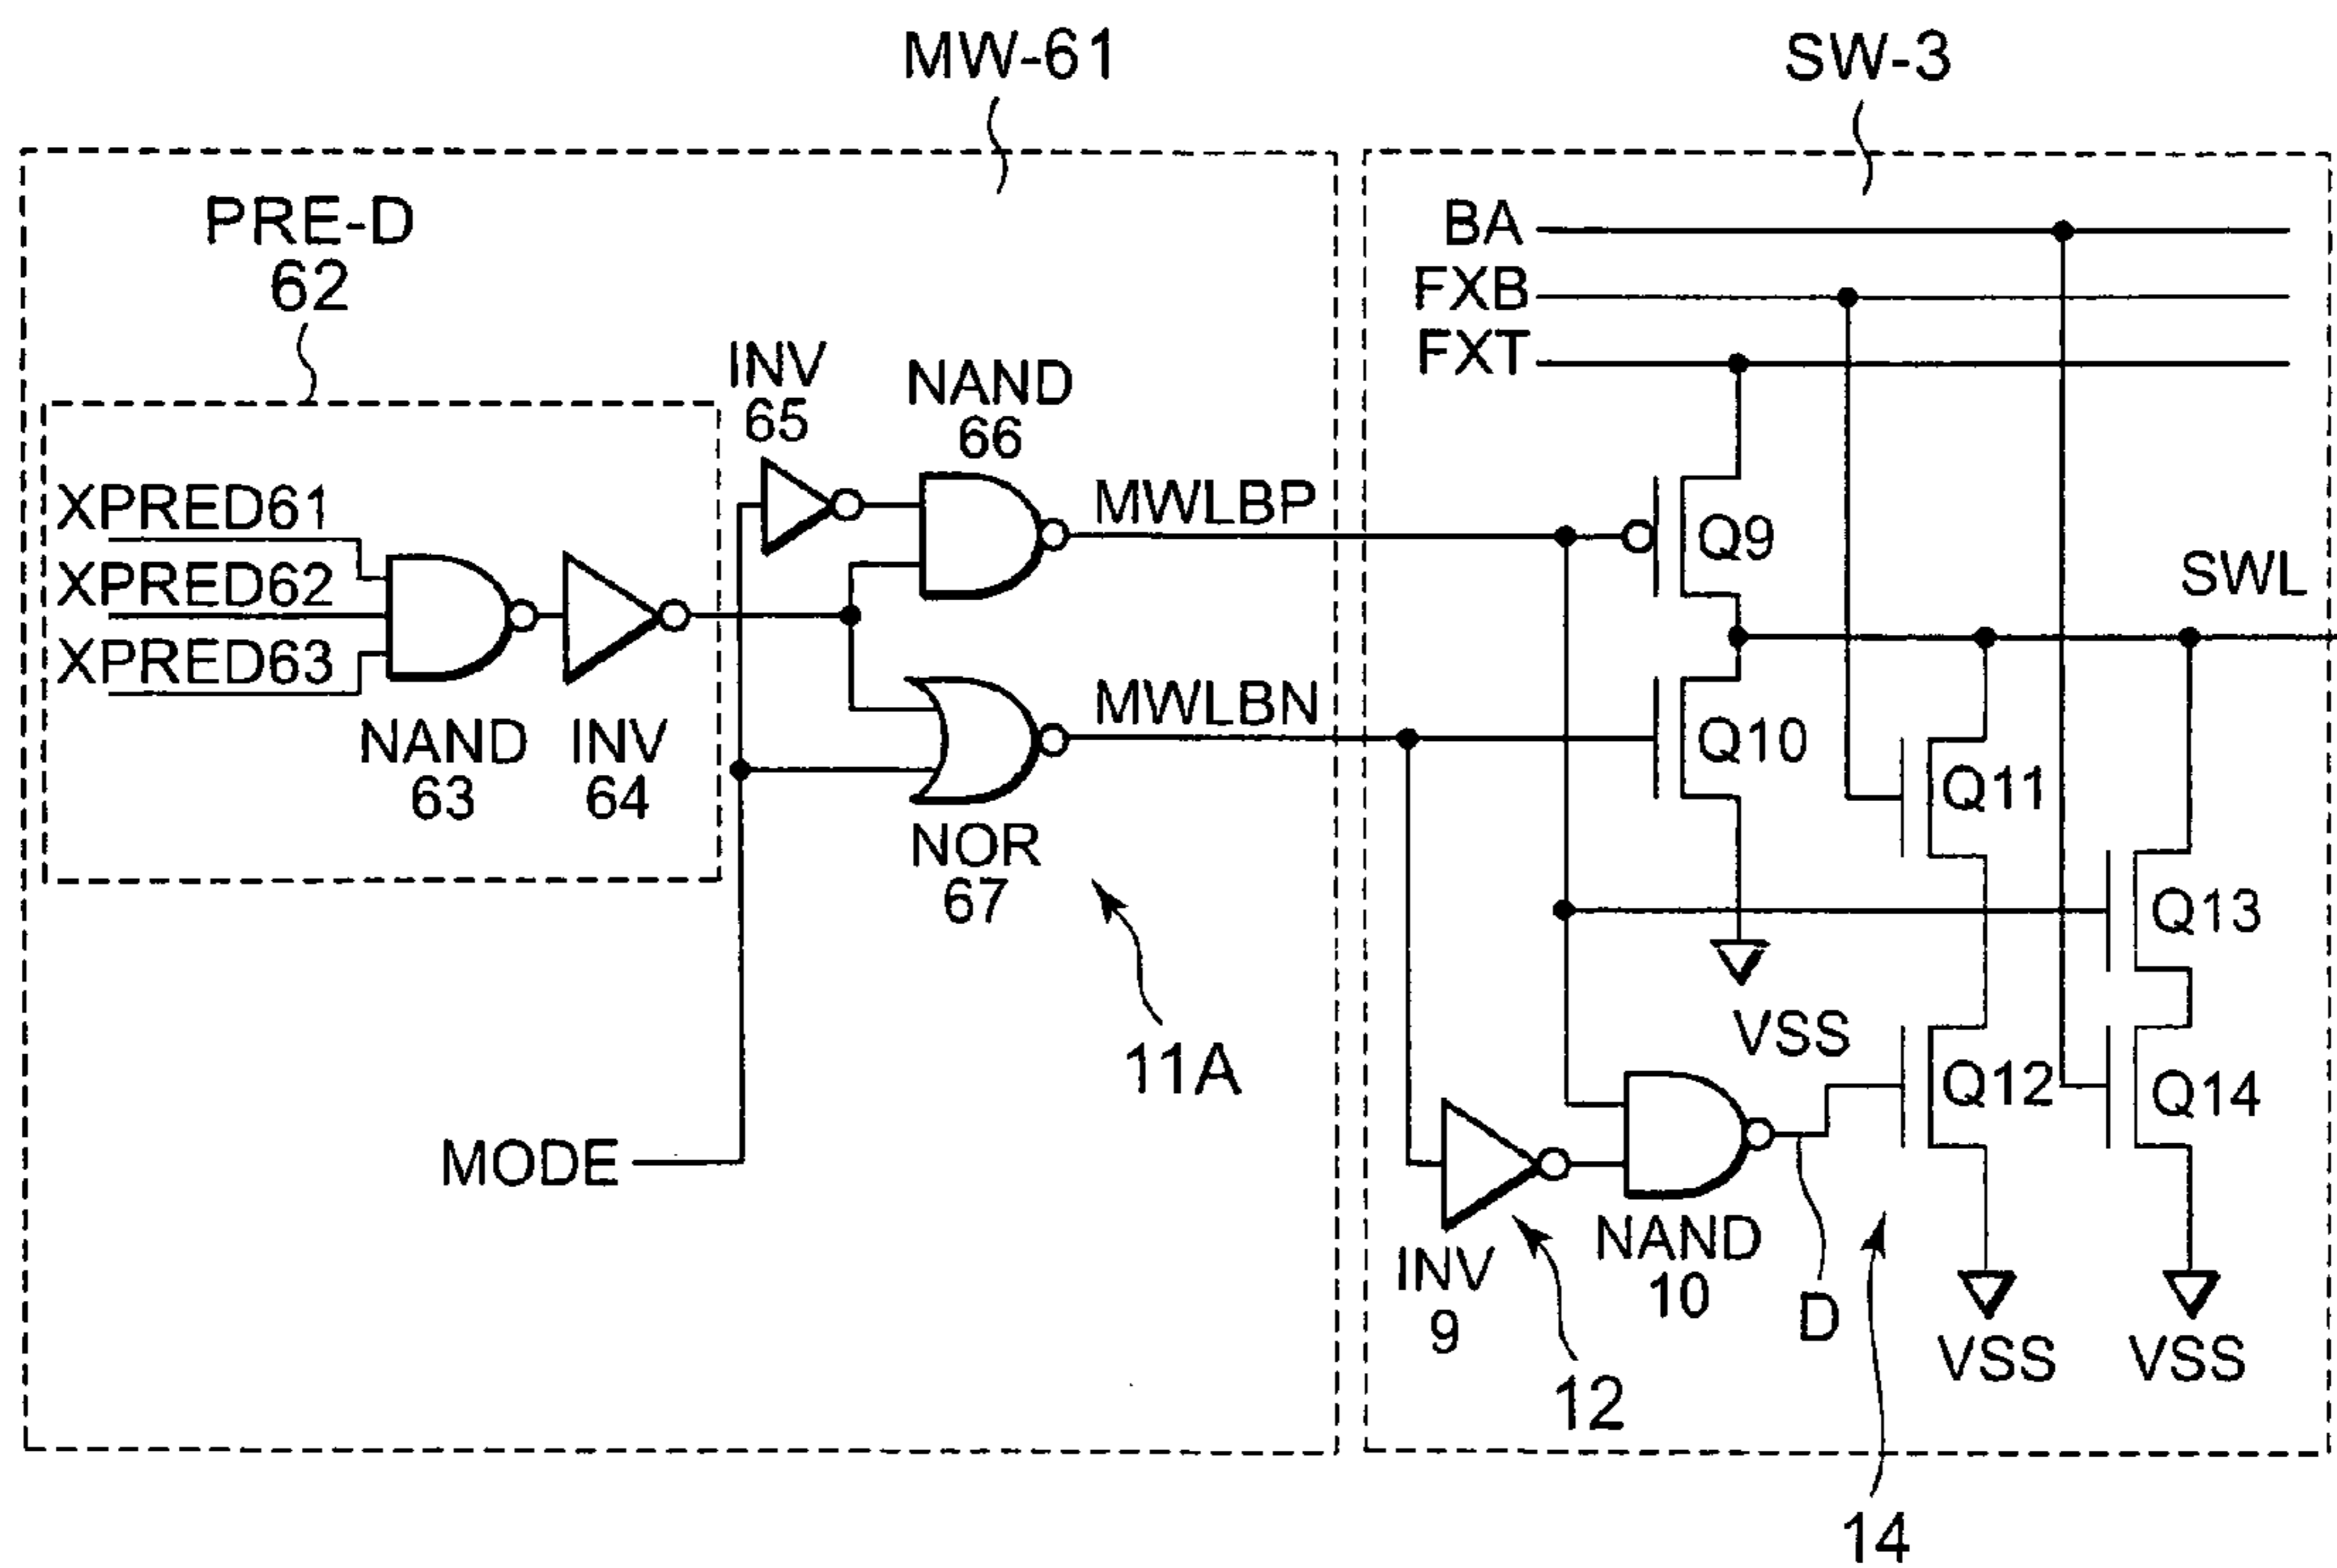 MW-61
SW-3
PRE-D
62
BA
FXB
FXT
INV
65
NAND
66
XPRED61
XPRED62
XPRED63
MWLBP
Q9
SWL
NAND
63
INV
64
MWLBN
Q10
Q11
NOR
67
Q13
11A
VSS
Q12
Q14
MODE
INV
9
NAND
10
D
12
VSS
VSS
14